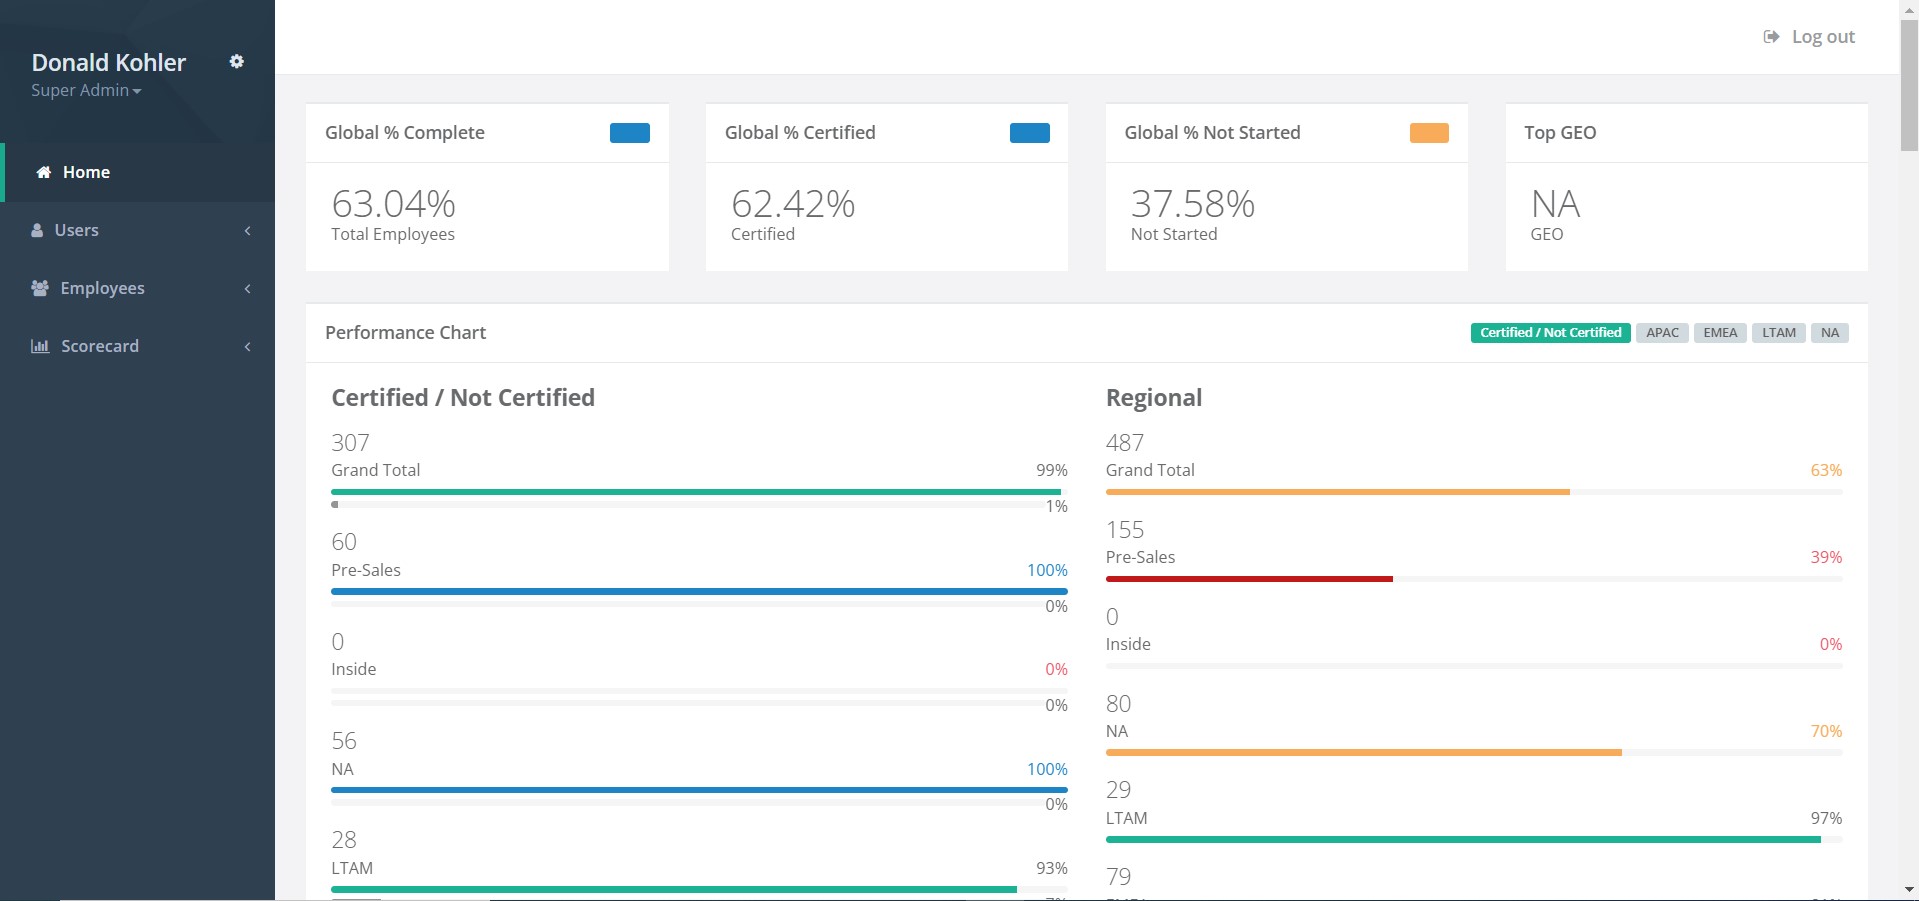 Donald Kohler
Super Admin
Home
Users
Employees
Scorecard
Log out
Global % Complete
63.04%
Total Employees
Global % Certified
62.42%
Certified
Global % Not Started
37.58%
Not Started
Top GEO
NA
GEO
Performance Chart
Certified / Not Certified APAC EMEA LTAM NA
Certified / Not Certified
307
Grand Total 99%
1%
60
Pre-Sales 100%
0%
0
Inside 0%
0%
56
NA 100%
0%
28
LTAM 93%
Regional
487
Grand Total 63%
155
Pre-Sales 39%
0
Inside 0%
80
NA 70%
29
LTAM 97%
79